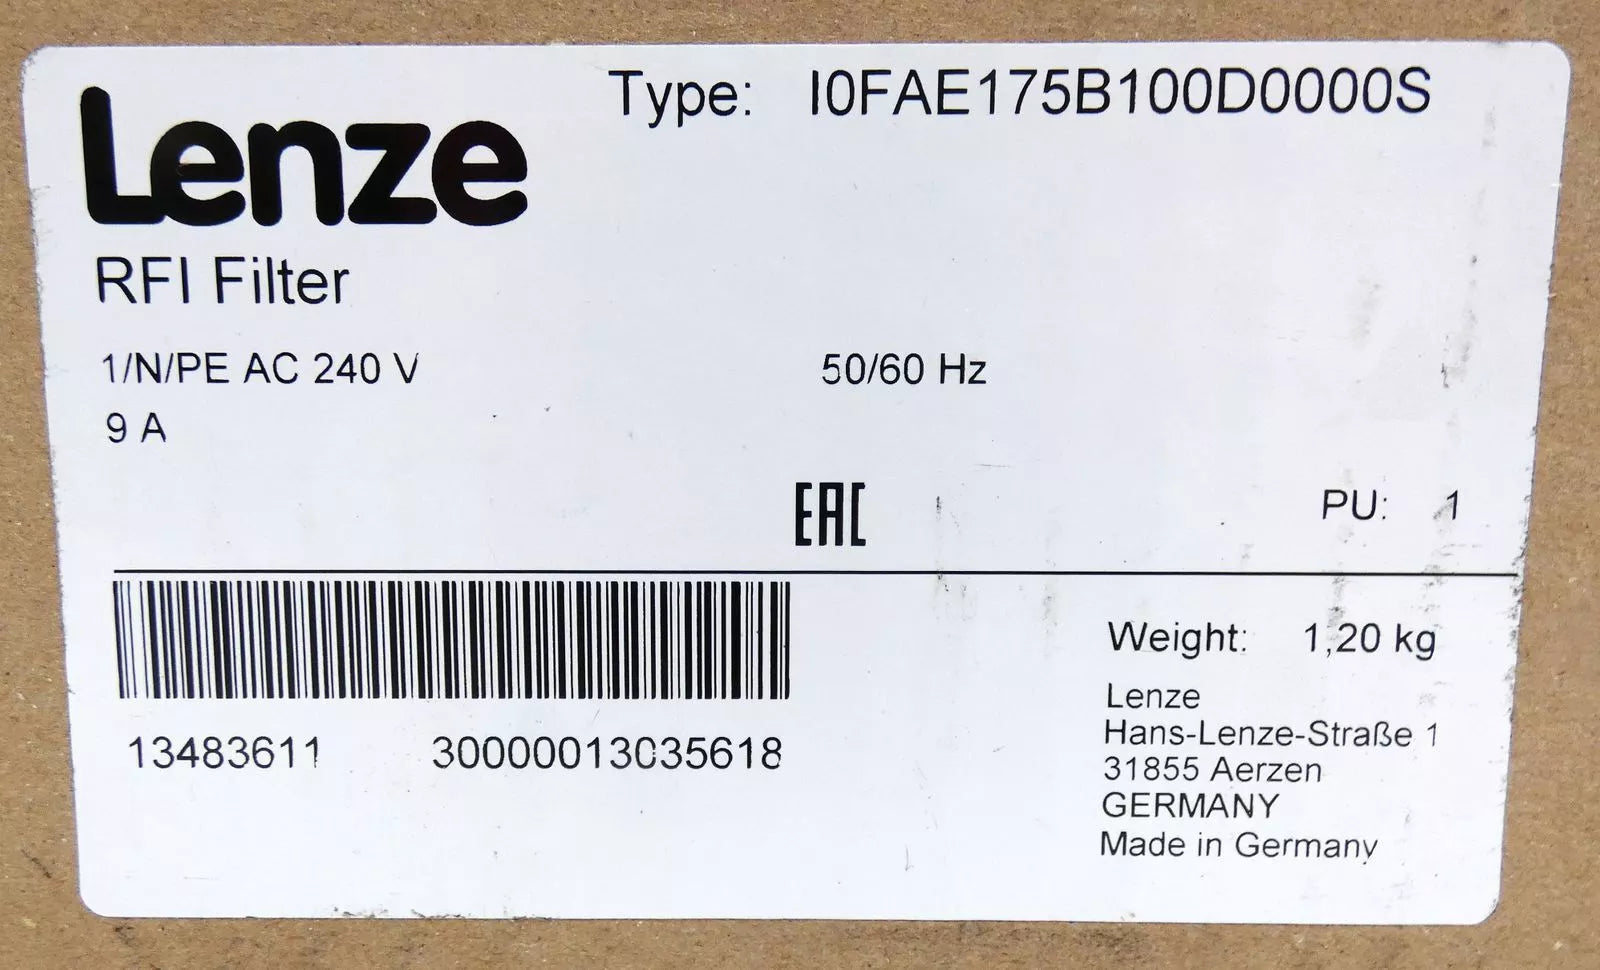 Lenze
Type: I0FAE175B100D0000S
RFI Filter
1/N/PE AC 240 V 50/60 Hz
9 A
EAC
PU: 1
13483611 30000013035618
Weight: 1,20 kg
Lenze
Hans-Lenze-Straße 1
31855 Aerzen
GERMANY
Made in Germany